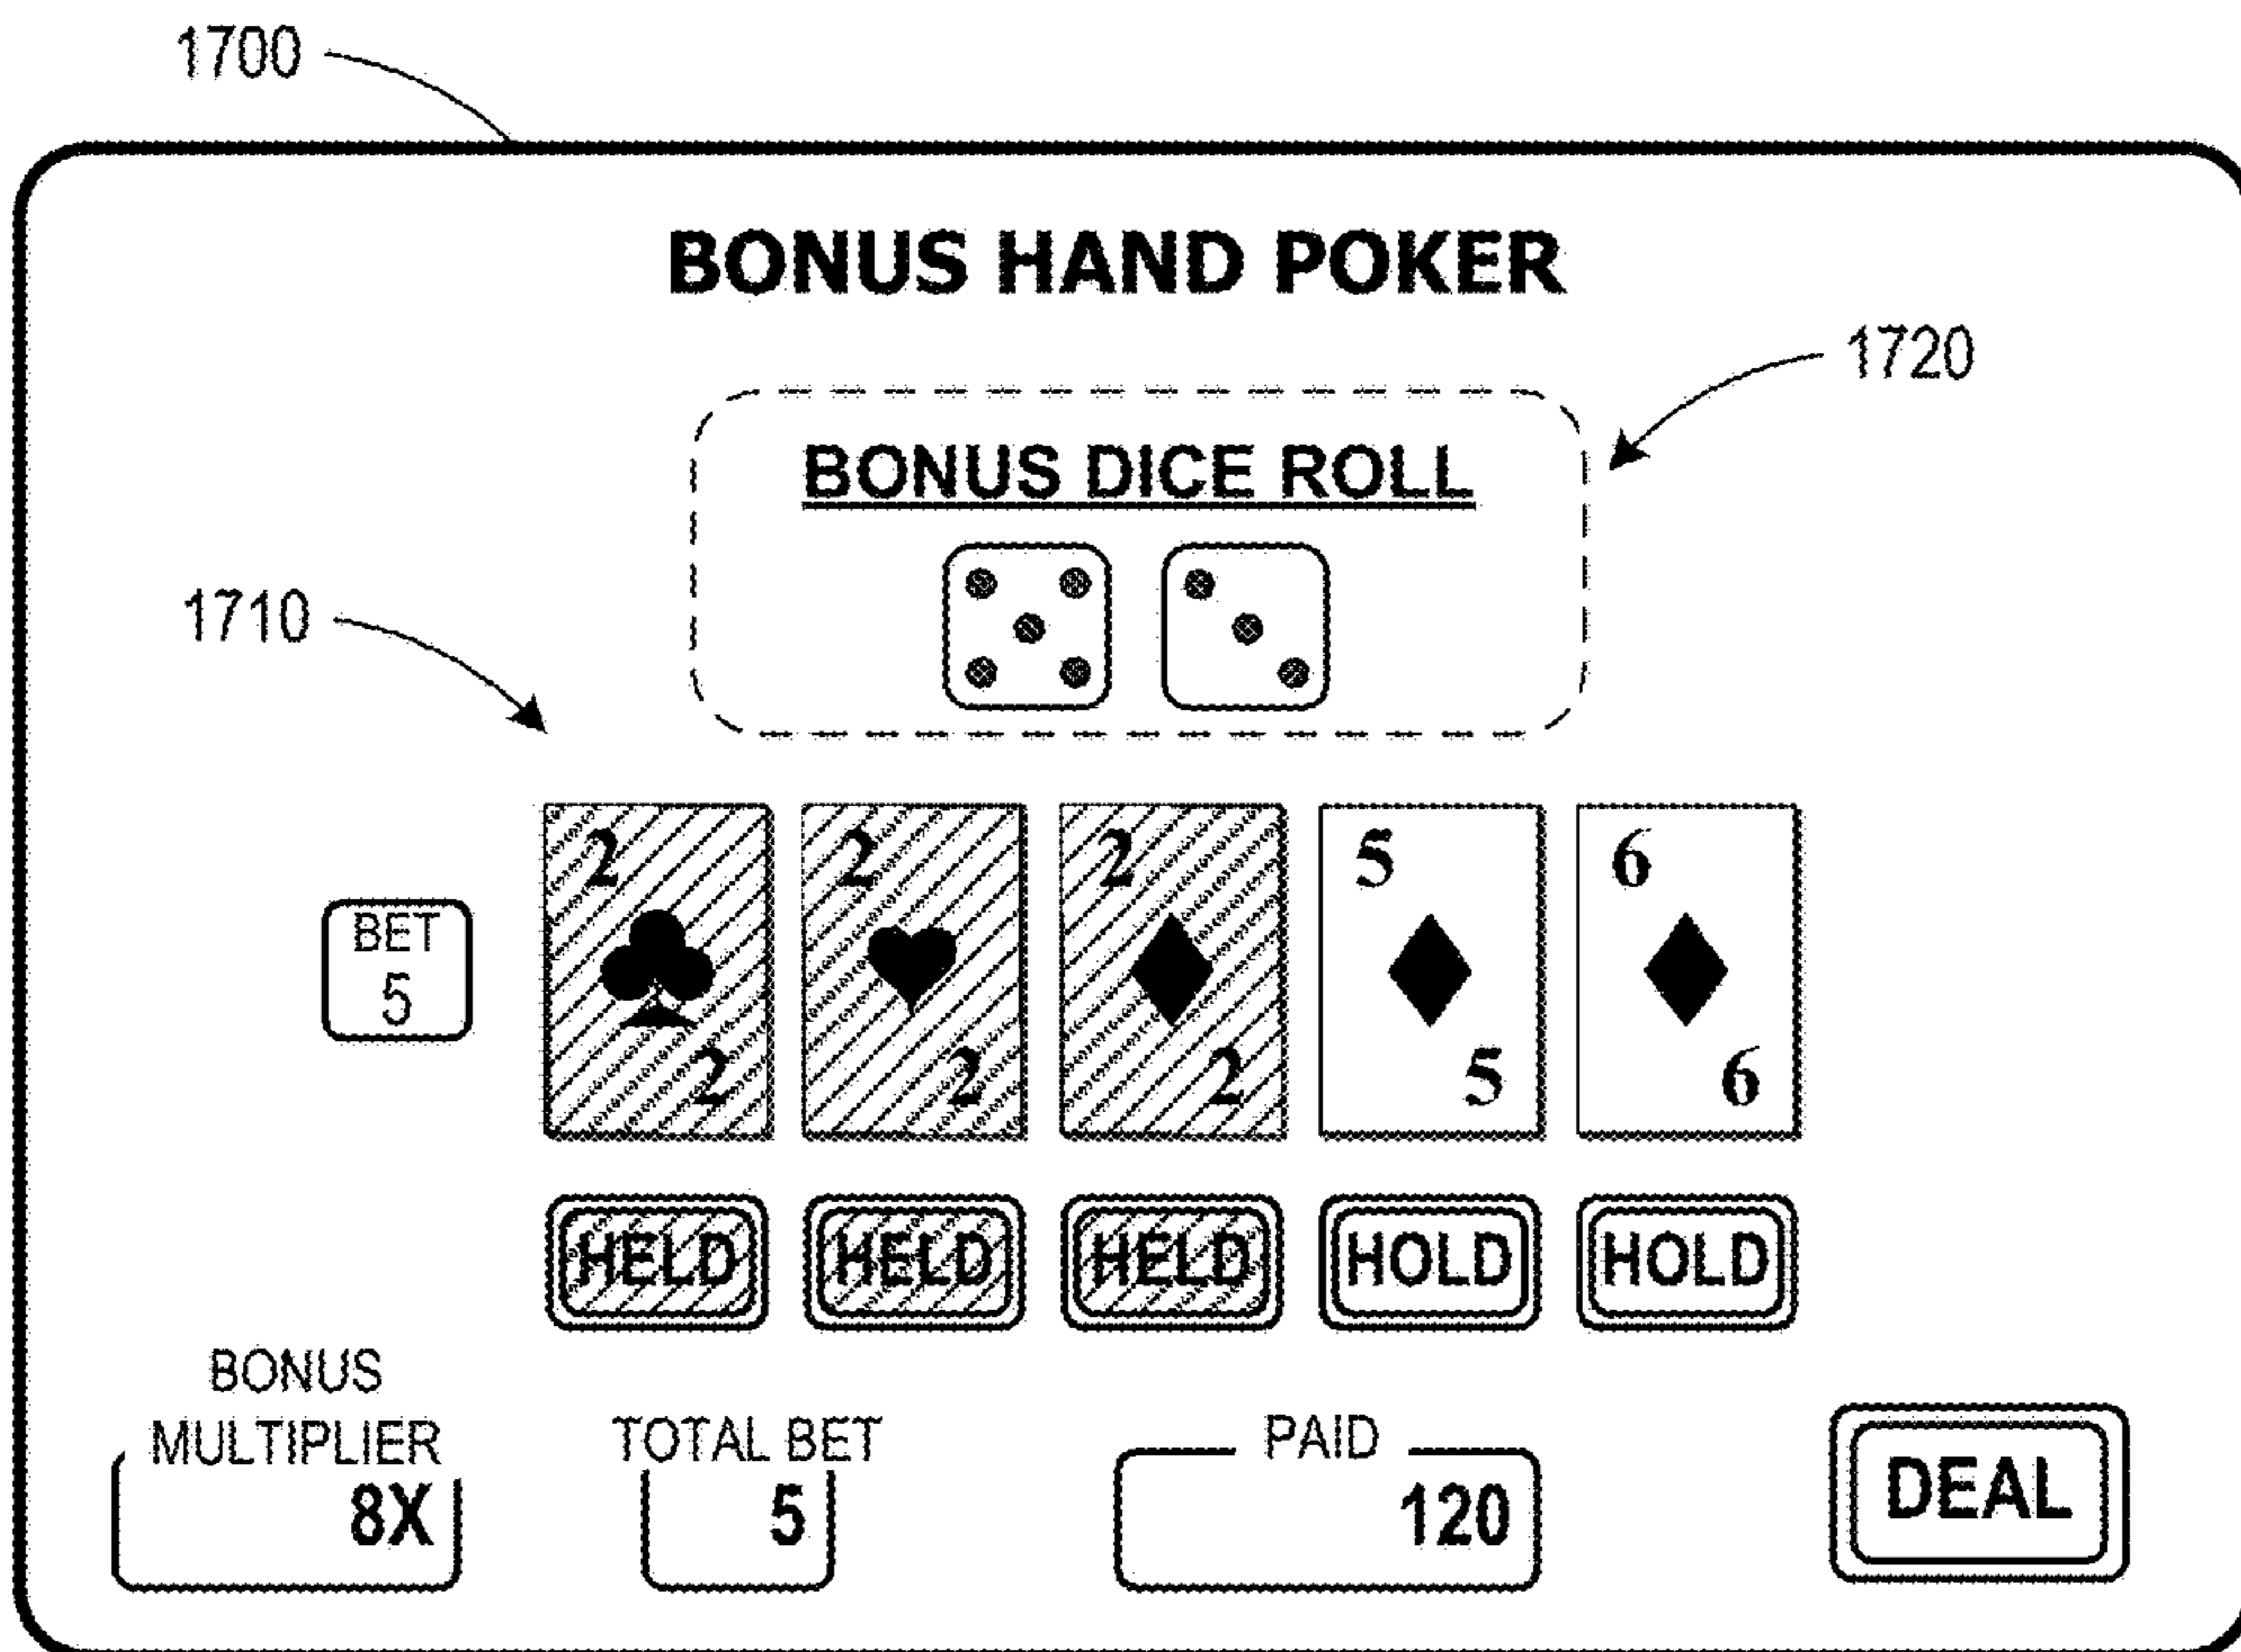 1700
BONUS HAND POKER
1720
BONUS DICE ROLL
1710
2 2 2 5 6
BET
5
2 2 2 5 6
HELD HELD HELD HOLD HOLD
BONUS
MULTIPLIER TOTAL BET PAID
8X 5 120 DEAL